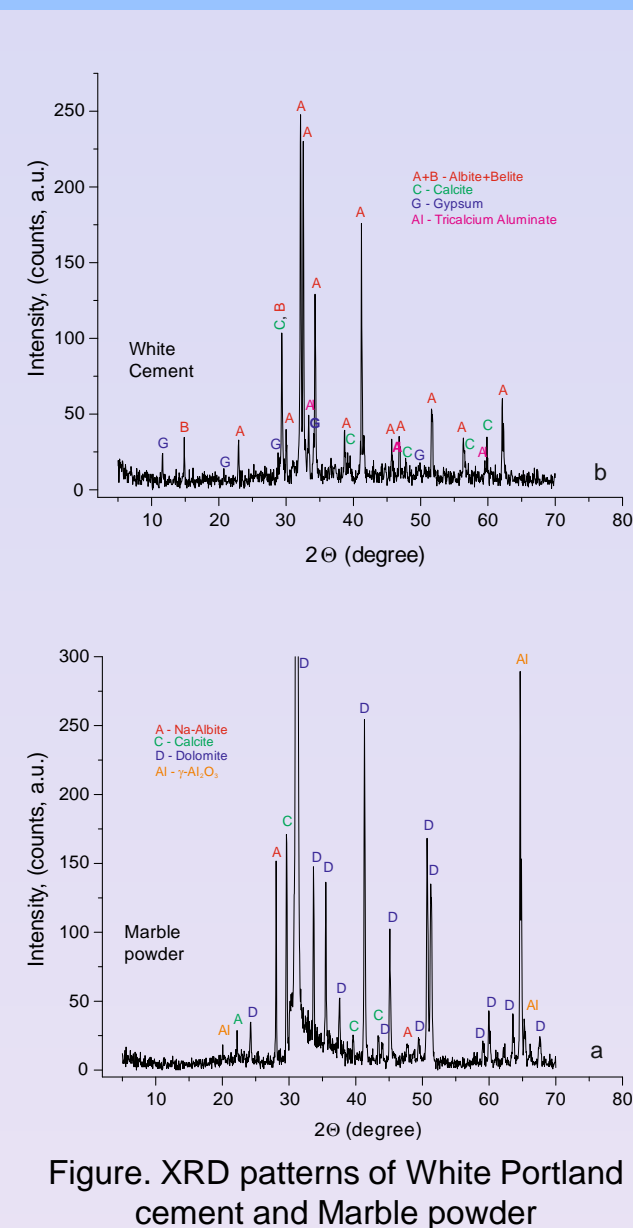 A
A
250
Intensity, (counts, a.u.)
200
150
100
50
0
A+B - Albite+Belite
C - Calcite
G - Gypsum
Al - Tricalcium Aluminate
A
A
C, B
White
Cement
G
B
G
A
G
A
A
G
A
C
A
A
A
C
G
A
A
C
A
C
A
b
10 20 30 40 50 60 70 80
2Θ (degree)
300
Intensity, (counts, a.u.)
250
200
150
100
50
0
D
Al
A - Na-Albite
C - Calcite
D - Dolomite
Al - γ-Al₂O₃
D
C
A
D
D
D
D
Marble
powder
D
D
Al
A
D
C
C
D
A
D
D
D
D
Al
D
a
10 20 30 40 50 60 70 80
2Θ (degree)
Figure. XRD patterns of White Portland
cement and Marble powder